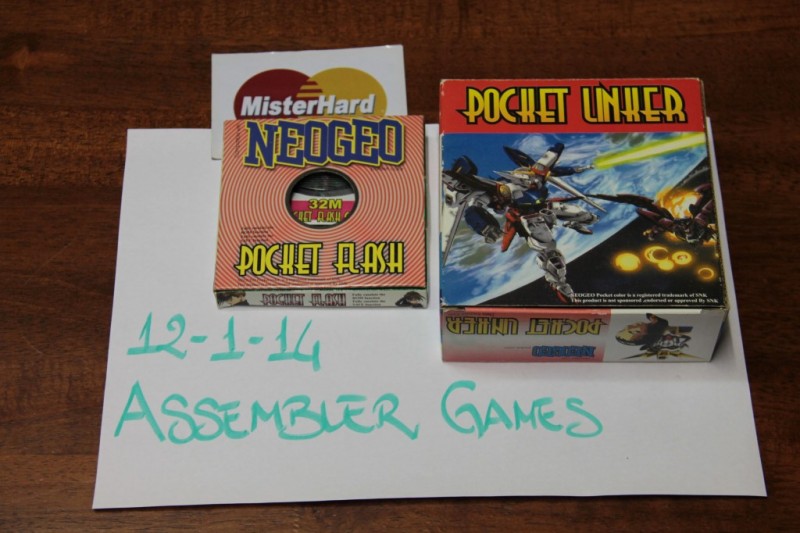 MisterHard
NEOGEO
32M
POCKET FLASH
POCKET FLASH
POCKET LINKER
NEOGEO Pocket color is a registered trademark of SNK.
This product is not sponsored, endorsed or approved By SNK
POCKET LINKER
NEOGEO
12-1-14
ASSEMBLER GAMES